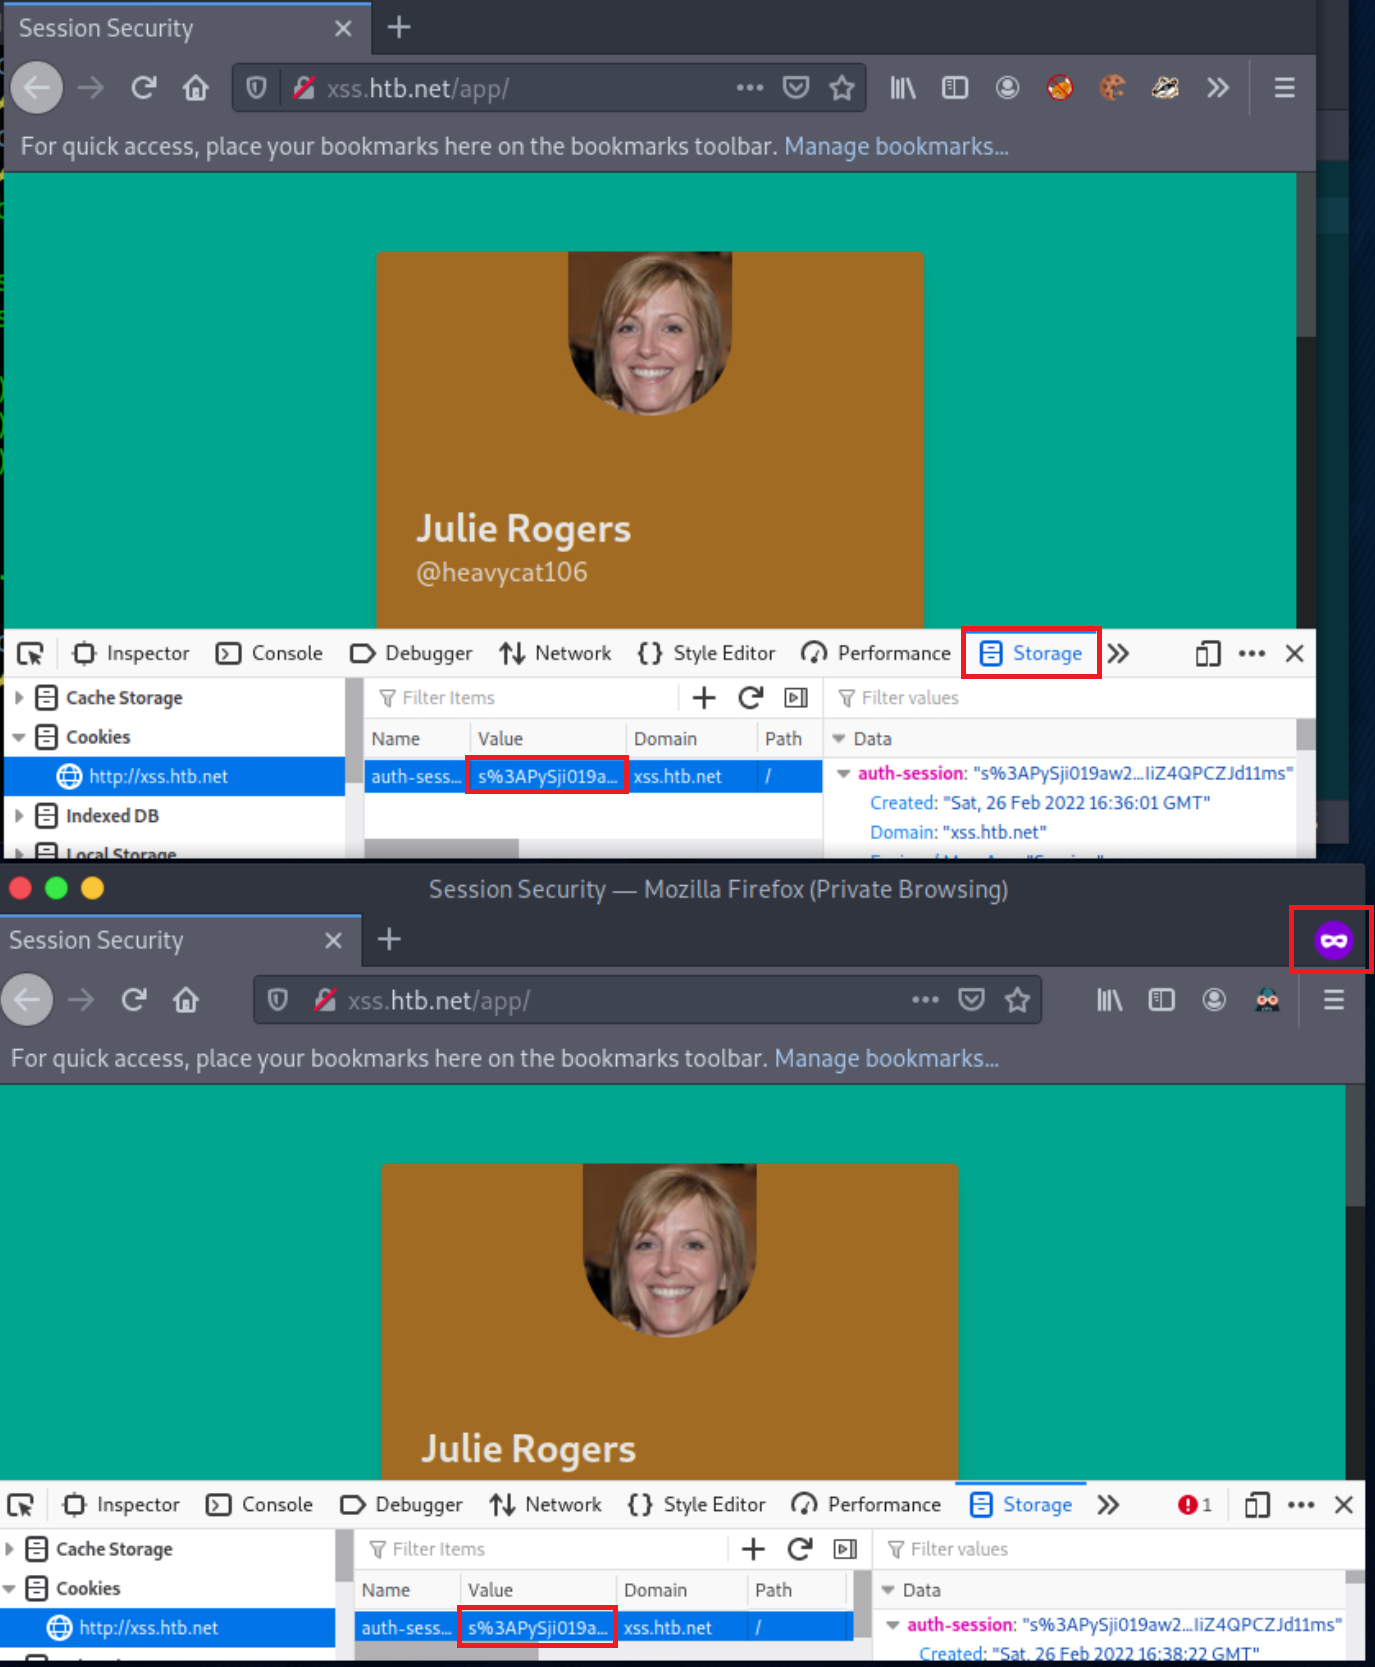 Session Security
xss.htb.net/app/
For quick access, place your bookmarks here on the bookmarks toolbar. Manage bookmarks...
Julie Rogers
@heavycat106
Inspector Console Debugger Network Style Editor Performance Storage
Cache Storage
Cookies
http://xss.htb.net
Indexed DB
Local Storage
Filter Items
Name Value Domain Path
auth-sess... s%3APySji019a... xss.htb.net /
Filter values
Data
auth-session: "s%3APySji019aw2...IiZ4QPCZJd11ms"
Created: "Sat, 26 Feb 2022 16:36:01 GMT"
Domain: "xss.htb.net"
Session Security — Mozilla Firefox (Private Browsing)
Session Security
xss.htb.net/app/
For quick access, place your bookmarks here on the bookmarks toolbar. Manage bookmarks...
Julie Rogers
Inspector Console Debugger Network Style Editor Performance Storage 1
Cache Storage
Cookies
http://xss.htb.net
Filter Items
Name Value Domain Path
auth-sess... s%3APySji019a... xss.htb.net /
Filter values
Data
auth-session: "s%3APySji019aw2...IiZ4QPCZJd11ms"
Created: "Sat, 26 Feb 2022 16:38:22 GMT"